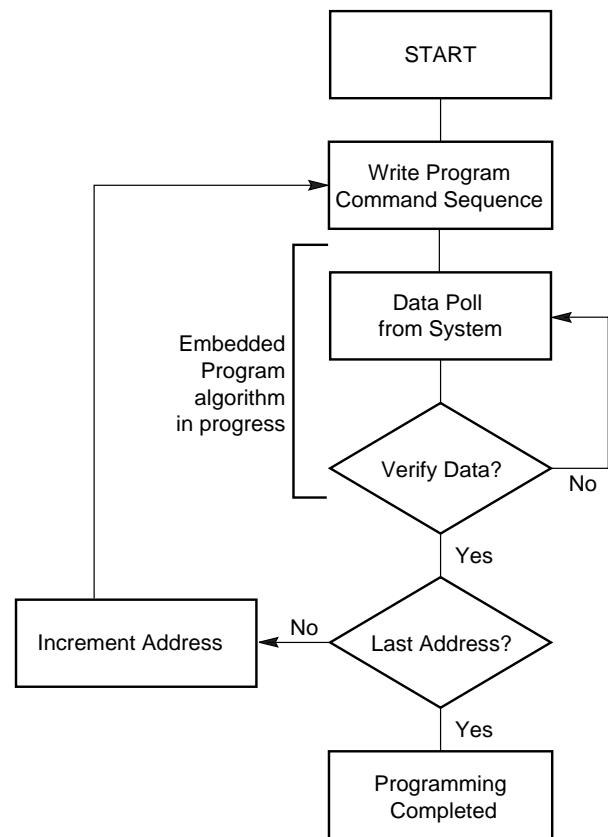 START
Write Program
Command Sequence
Data Poll
from System
Embedded
Program
algorithm
in progress
Verify Data?
No
Yes
Last Address?
No
Increment Address
Yes
Programming
Completed